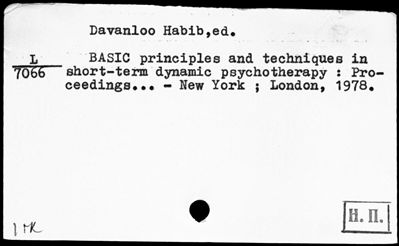 Davanloo Habib,ed.
L
7066
BASIC principles and techniques in
short-term dynamic psychotherapy : Pro-
ceedings... - New York ; London, 1978.
Н. П.